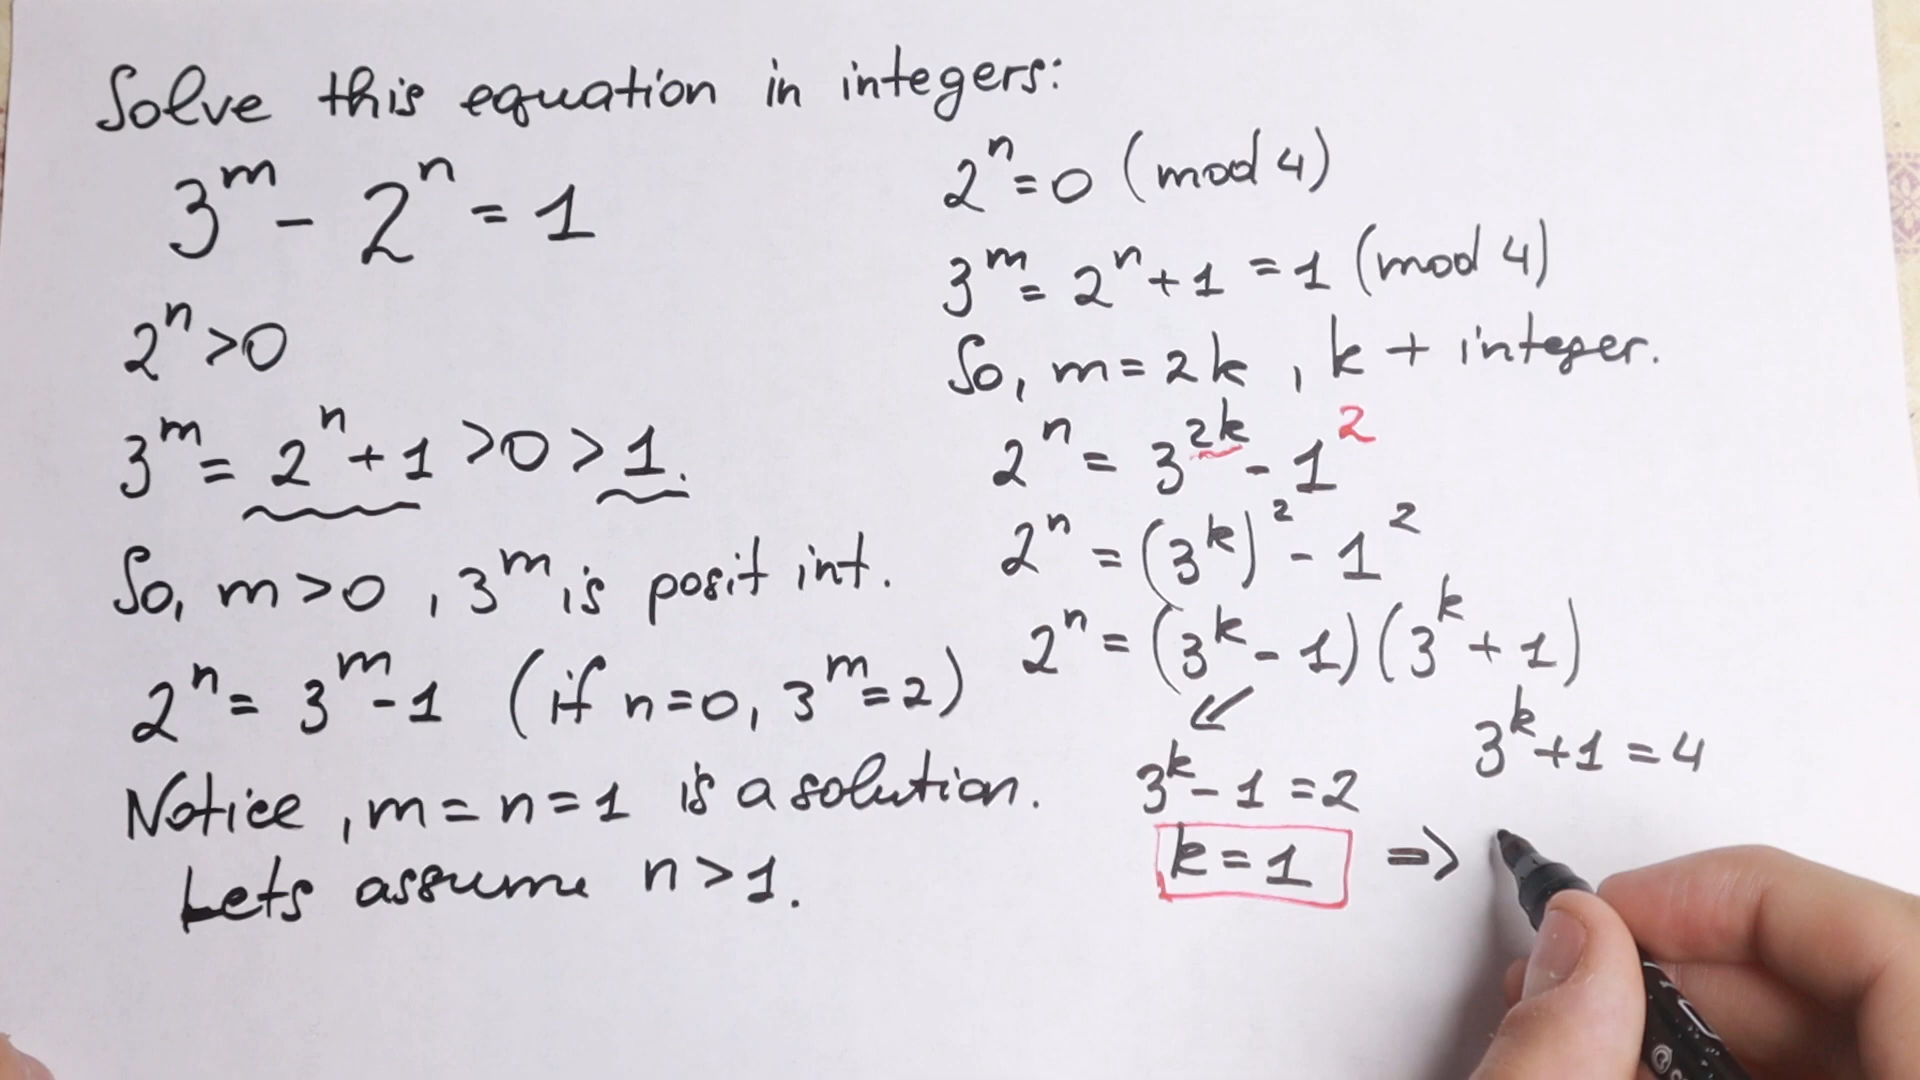 Solve this equation in integers:
3^m - 2^n = 1
2^n > 0
3^m = 2^n + 1 > 0 > 1.
So, m > 0, 3^m is posit int.
2^n = 3^m - 1 (if n = 0, 3^m = 2)
Notice, m = n = 1 is a solution.
Lets assume n > 1.
2^n = 0 (mod 4)
3^m = 2^n + 1 = 1 (mod 4)
So, m = 2k, k + integer.
2^n = 3^2k - 1^2
2^n = (3^k)^2 - 1^2
2^n = (3^k - 1)(3^k + 1)
⇙
3^k - 1 = 2 3^k + 1 = 4
k = 1 ⇒